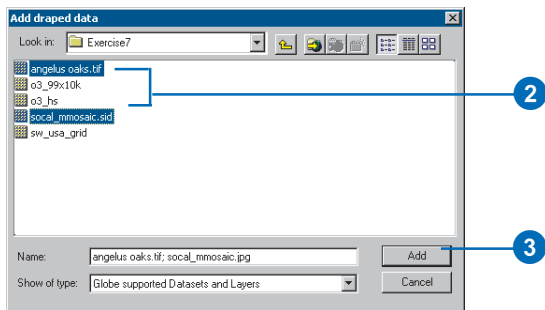 Add draped data
Look in: Exercise7
angelus oaks.tif
o3_99x10k
o3_hs
socal_mmosaic.sid
sw_usa_grid
2
3
Name: angelus oaks.tif; socal_mmosaic.jpg Add
Show of type: Globe supported Datasets and Layers Cancel